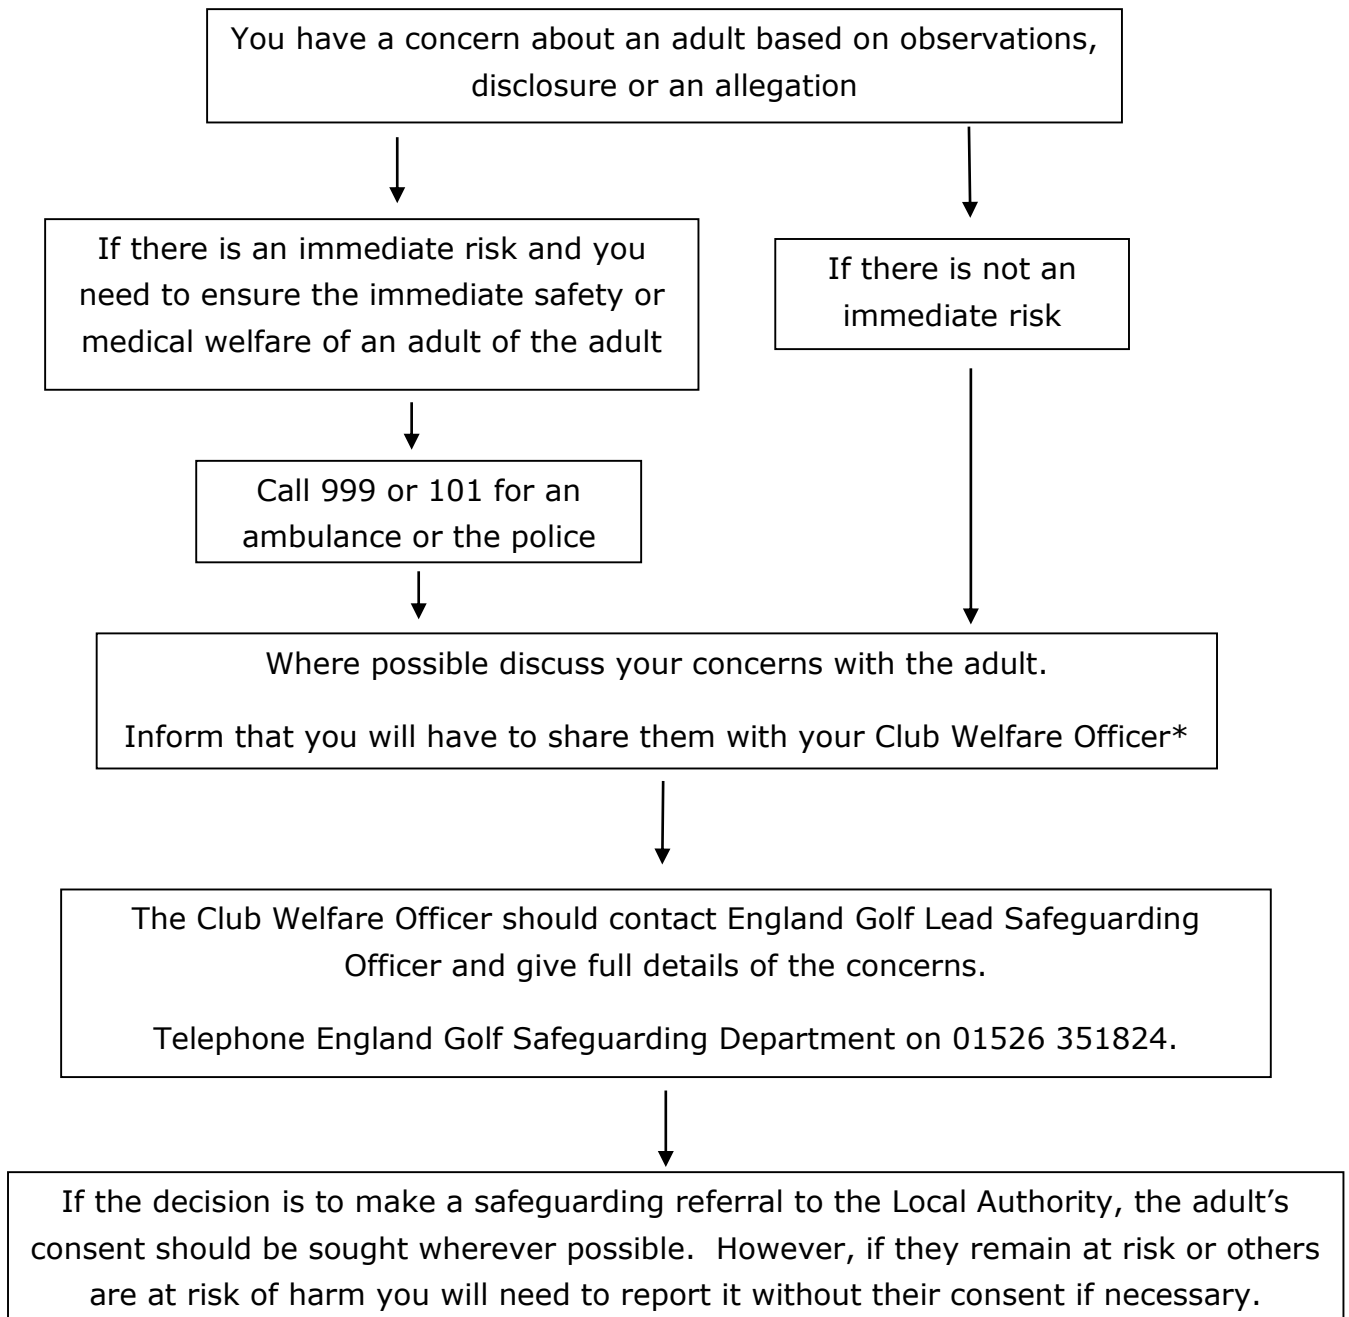 You have a concern about an adult based on observations,
disclosure or an allegation
If there is an immediate risk and you
need to ensure the immediate safety or
medical welfare of an adult of the adult
If there is not an
immediate risk
Call 999 or 101 for an
ambulance or the police
Where possible discuss your concerns with the adult.
Inform that you will have to share them with your Club Welfare Officer*
The Club Welfare Officer should contact England Golf Lead Safeguarding
Officer and give full details of the concerns.
Telephone England Golf Safeguarding Department on 01526 351824.
If the decision is to make a safeguarding referral to the Local Authority, the adult’s
consent should be sought wherever possible.  However, if they remain at risk or others
are at risk of harm you will need to report it without their consent if necessary.